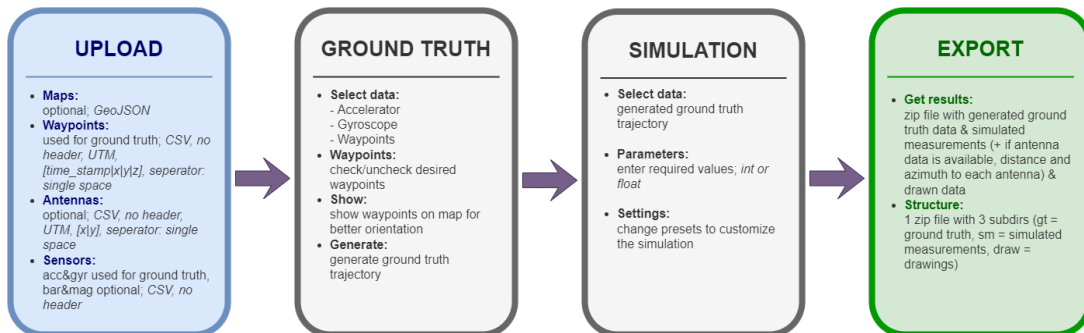 UPLOAD
Maps:
optional; GeoJSON
Waypoints:
used for ground truth; CSV, no
header, UTM,
[time_stamp|x|y|z], seperator:
single space
Antennas:
optional; CSV, no header,
UTM, [x|y], seperator: single
space
Sensors:
acc&gyr used for ground truth,
bar&mag optional; CSV, no
header
GROUND TRUTH
Select data:
- Accelerator
- Gyroscope
- Waypoints
Waypoints:
check/uncheck desired
waypoints
Show:
show waypoints on map for
better orientation
Generate:
generate ground truth
trajectory
SIMULATION
Select data:
generated ground truth
trajectory
Parameters:
enter required values; int or
float
Settings:
change presets to customize
the simulation
EXPORT
Get results:
zip file with generated ground
truth data & simulated
measurements (+ if antenna
data is available, distance and
azimuth to each antenna) &
drawn data
Structure:
1 zip file with 3 subdirs (gt =
ground truth, sm = simulated
measurements, draw =
drawings)